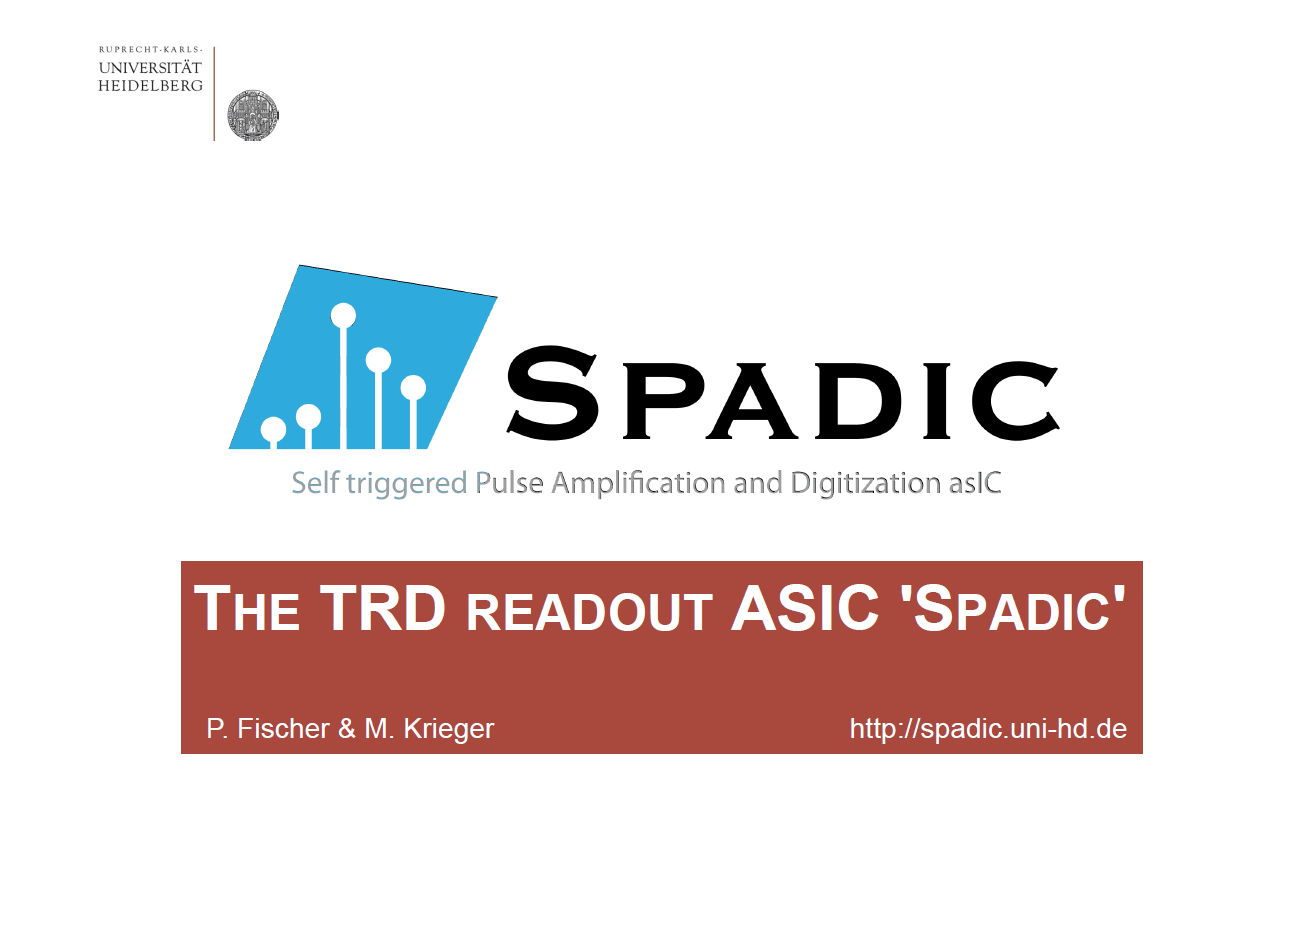 RUPRECHT-KARLS-
UNIVERSITÄT
HEIDELBERG
SPADIC
Self triggered Pulse Amplification and Digitization asIC
THE TRD READOUT ASIC 'SPADIC'
P. Fischer & M. Krieger
http://spadic.uni-hd.de